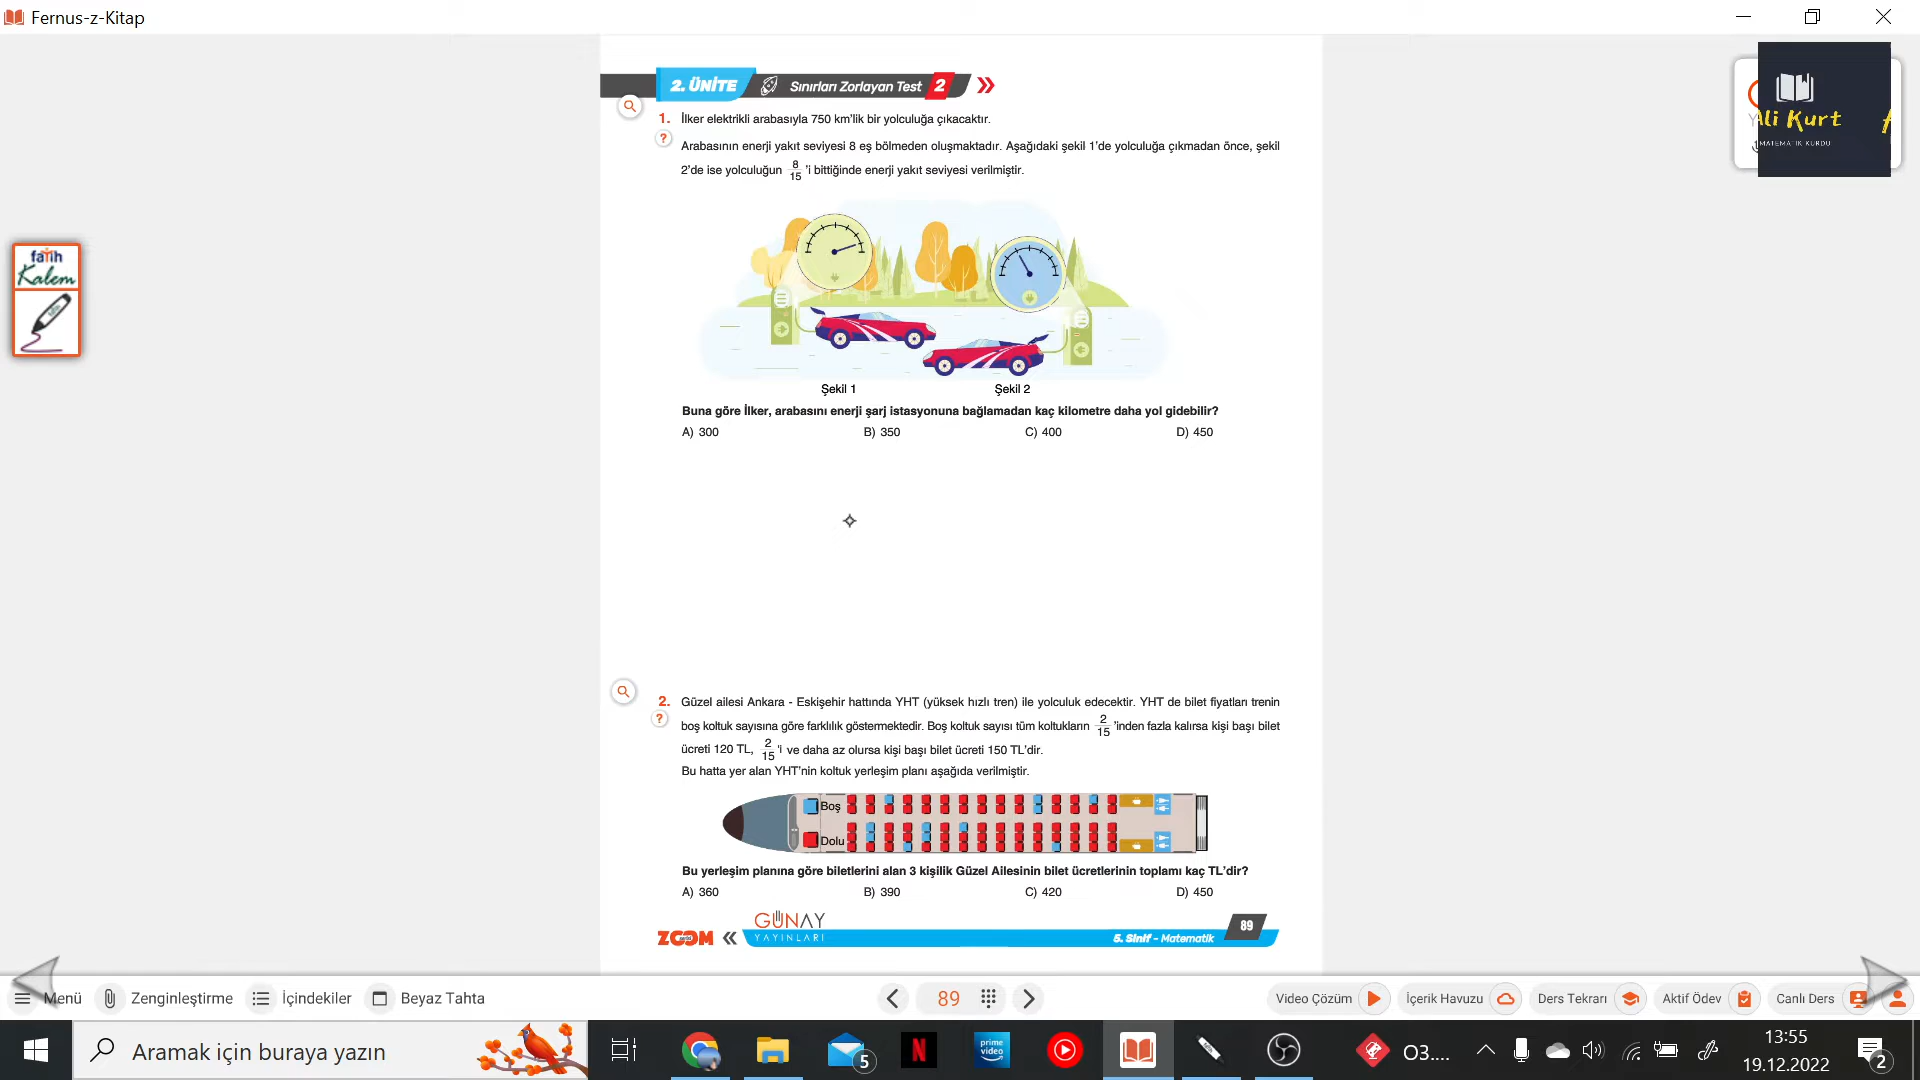 Fernus-z-Kitap
2. ÜNİTE Sınırları Zorlayan Test 2
1. İlker elektrikli arabasıyla 750 km'lik bir yolculuğa çıkacaktır.
Arabasının enerji yakıt seviyesi 8 eş bölmeden oluşmaktadır. Aşağıdaki şekil 1'de yolculuğa çıkmadan önce, şekil
2'de ise yolculuğun 8/15 'i bittiğinde enerji yakıt seviyesi verilmiştir.
Ali Kurt
MATEMATİK KURDU
fatih
Kalem
Şekil 1 Şekil 2
Buna göre İlker, arabasını enerji şarj istasyonuna bağlamadan kaç kilometre daha yol gidebilir?
A) 300 B) 350 C) 400 D) 450
2. Güzel ailesi Ankara - Eskişehir hattında YHT (yüksek hızlı tren) ile yolculuk edecektir. YHT de bilet fiyatları trenin
? boş koltuk sayısına göre farklılık göstermektedir. Boş koltuk sayısı tüm koltukların 2/15 'inden fazla kalırsa kişi başı bilet
ücreti 120 TL, 2/15 'i ve daha az olursa kişi başı bilet ücreti 150 TL'dir.
Bu hatta yer alan YHT'nin koltuk yerleşim planı aşağıda verilmiştir.
Boş
Dolu
Bu yerleşim planına göre biletlerini alan 3 kişilik Güzel Ailesinin bilet ücretlerinin toplamı kaç TL'dir?
A) 360 B) 390 C) 420 D) 450
ZOOM GÜNAY
YAYINLARI
5. Sınıf - Matematik 89
Menü Zenginleştirme İçindekiler Beyaz Tahta 89 Video Çözüm İçerik Havuzu Ders Tekrarı Aktif Ödev Canlı Ders
Aramak için buraya yazın 5 N prime video O3.... 13:55
19.12.2022 2